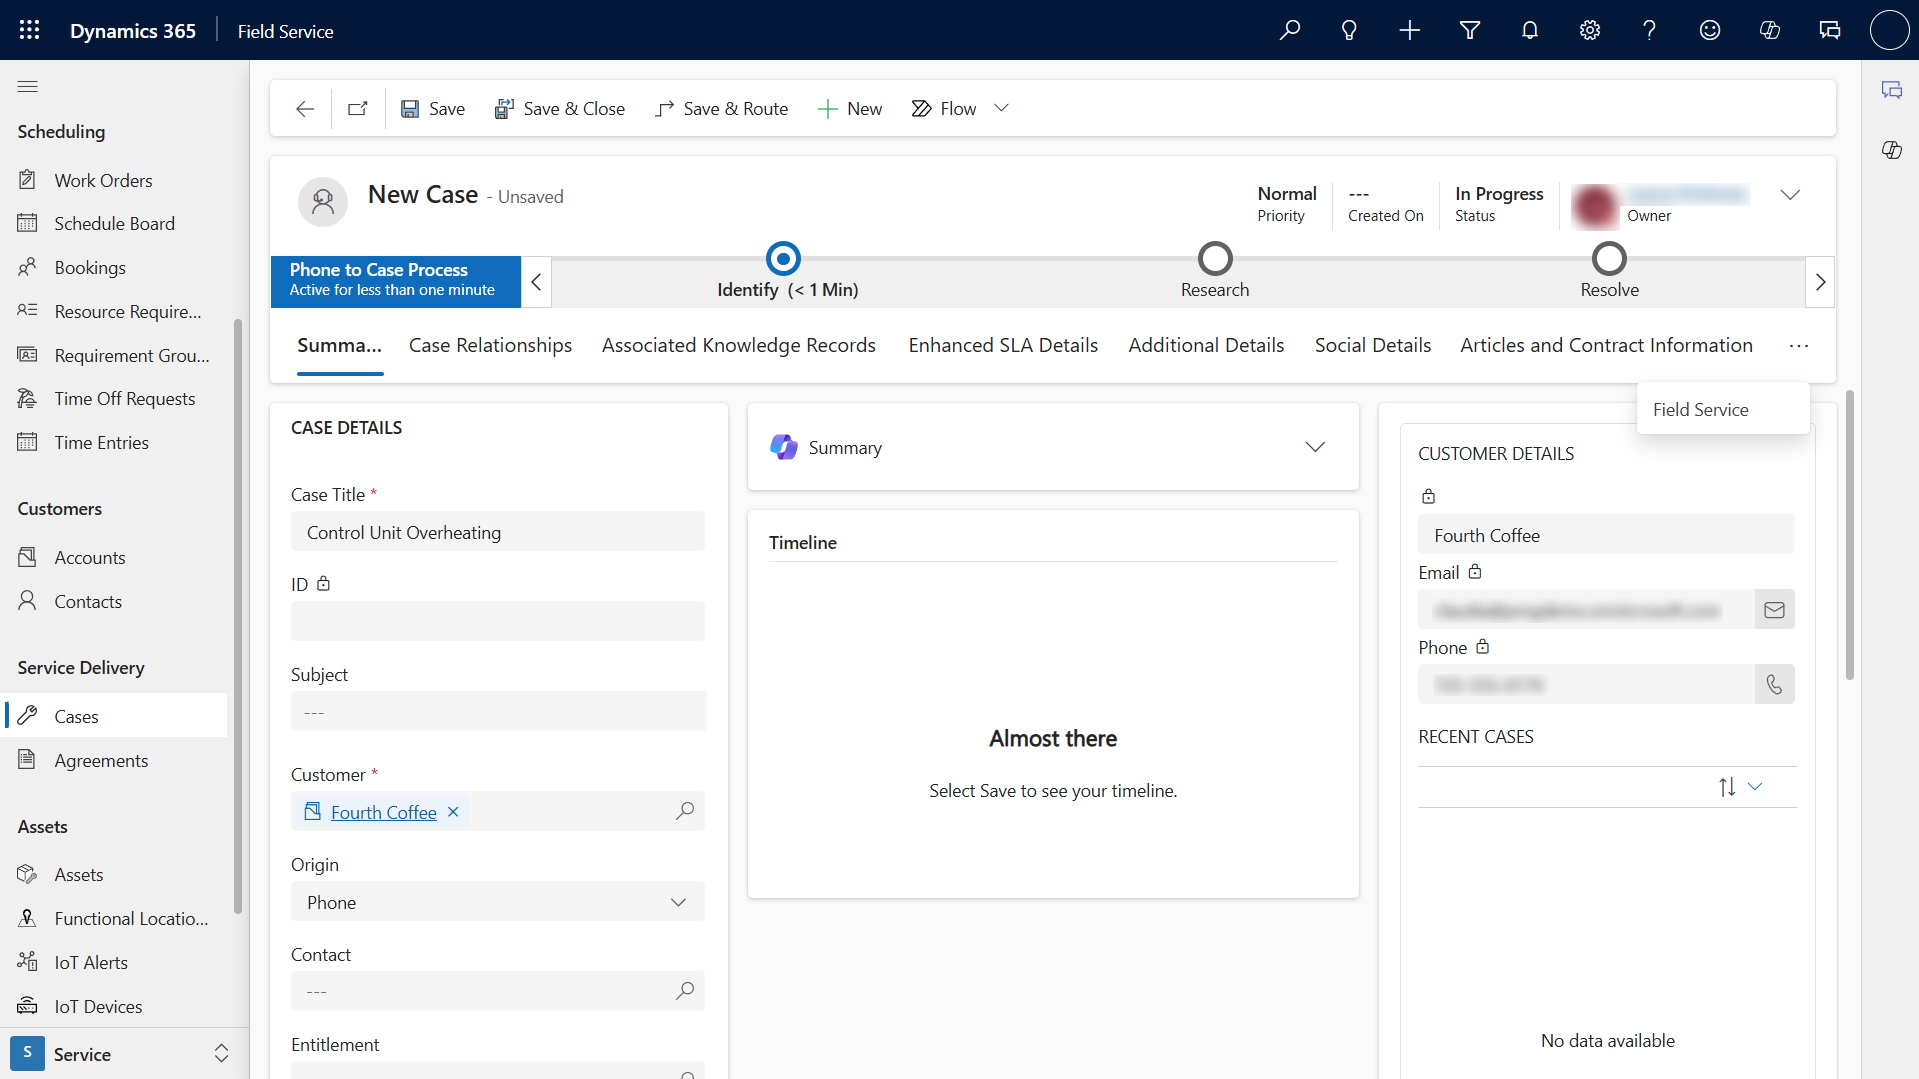 Dynamics 365
Field Service
Scheduling
Work Orders
Schedule Board
Bookings
Resource Require...
Requirement Grou...
Time Off Requests
Time Entries
Customers
Accounts
Contacts
Service Delivery
Cases
Agreements
Assets
Assets
Functional Locatio...
IoT Alerts
IoT Devices
S
Service
Save
Save & Close
Save & Route
New
Flow
New Case - Unsaved
Normal
Priority
---
Created On
In Progress
Status
Owner
Phone to Case Process
Active for less than one minute
Identify (< 1 Min)
Research
Resolve
Summa...
Case Relationships
Associated Knowledge Records
Enhanced SLA Details
Additional Details
Social Details
Articles and Contract Information
...
Field Service
CASE DETAILS
Case Title *
Control Unit Overheating
ID
Subject
---
Customer *
Fourth Coffee
Origin
Phone
Contact
---
Entitlement
Summary
Timeline
Almost there
Select Save to see your timeline.
CUSTOMER DETAILS
Fourth Coffee
Email
Phone
RECENT CASES
No data available